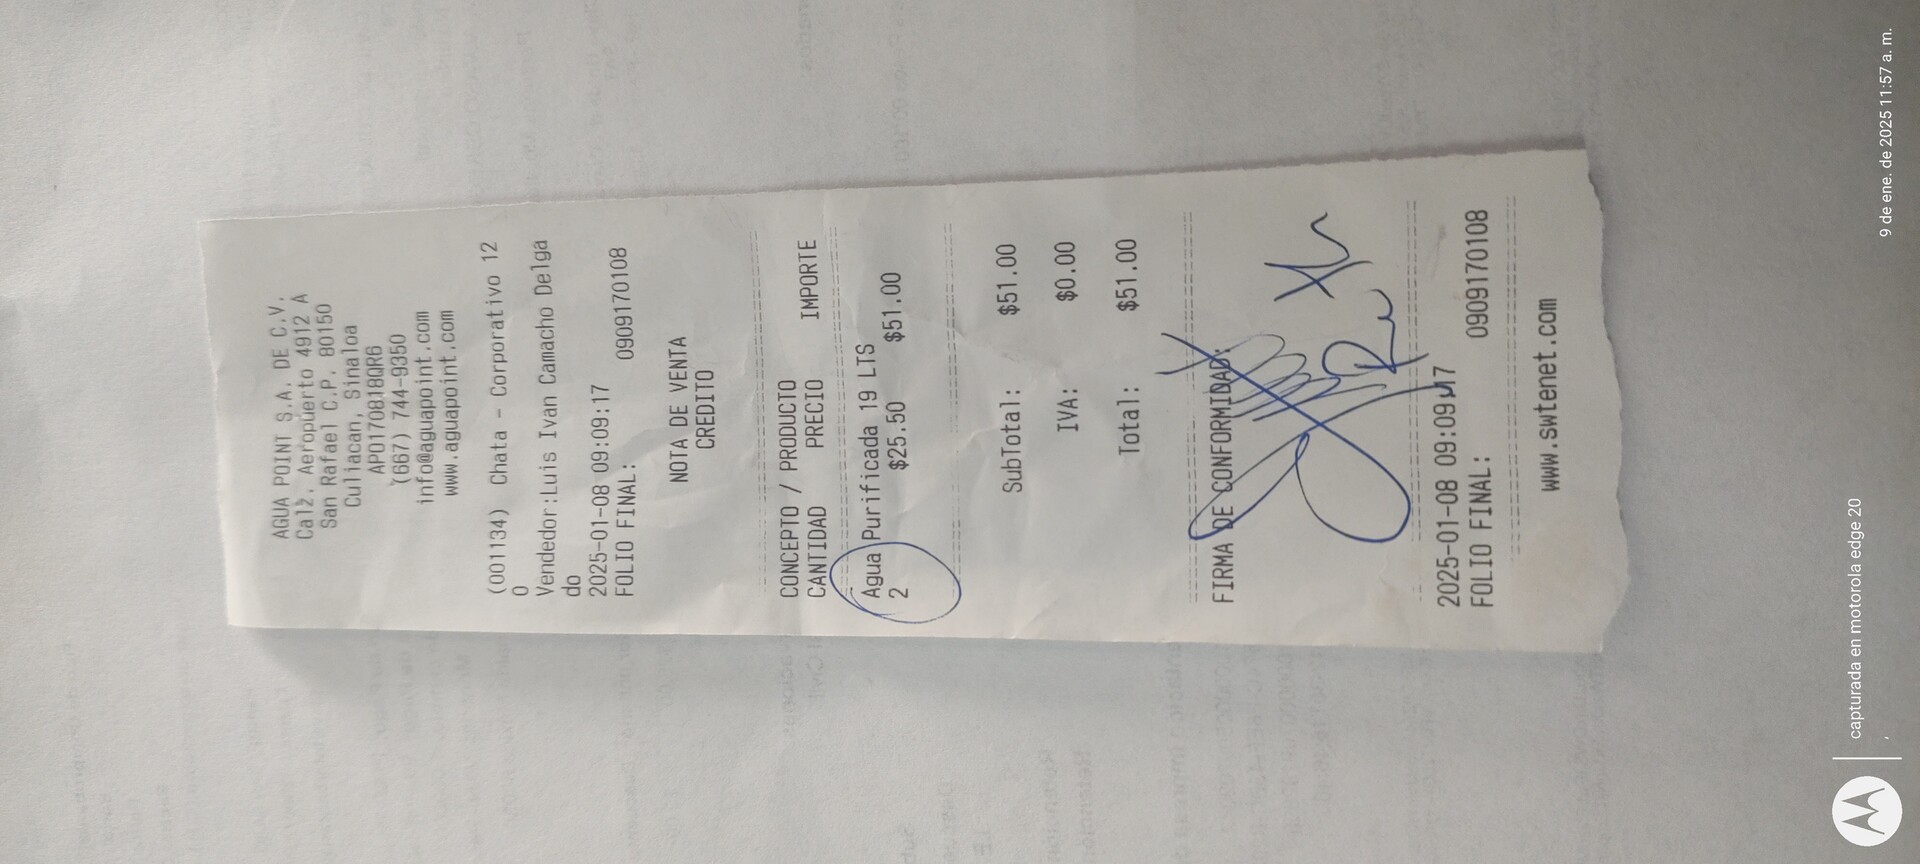 AGUA POINT S.A. DE C.V.
Calz. Aeropuerto 4912 A
San Rafael C.P. 80150
Culiacan, Sinaloa
APO170818QR6
(667) 744-9350
info@aguapoint.com
www.aguapoint.com
(001134) Chata - Corporativo 12
0
Vendedor:Luis Ivan Camacho Delga
do
2025-01-08 09:09:17
FOLIO FINAL: 0909170108
NOTA DE VENTA
CREDITO
CONCEPTO / PRODUCTO
CANTIDAD PRECIO IMPORTE
Agua Purificada 19 LTS
2 $25.50 $51.00
SubTotal: $51.00
IVA: $0.00
Total: $51.00
FIRMA DE CONFORMIDAD:
2025-01-08 09:09:17
FOLIO FINAL: 0909170108
www.swtenet.com
capturada en motorola edge 20
9 de ene. de 2025 11:57 a. m.